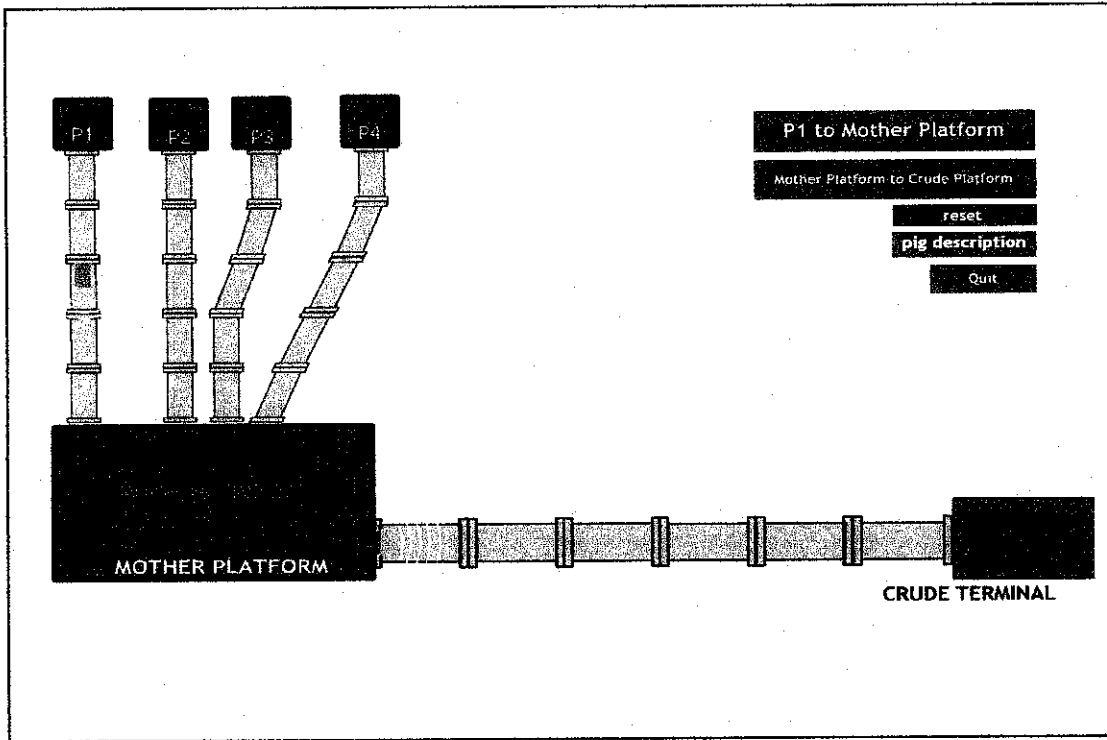 P1
P2
P3
P4
P1 to Mother Platform
Mother Platform to Crude Platform
reset
pig description
Quit
MOTHER PLATFORM
CRUDE TERMINAL